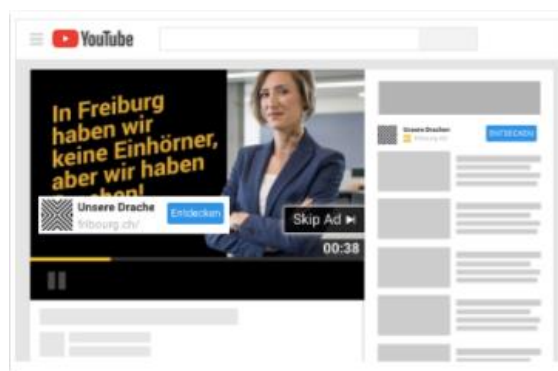 YouTube
In Freiburg
haben wir
keine Einhörner,
aber wir haben
Unsere Drache
fribourg.ch/
Entdecken
Skip Ad
00:38
Unsere Drachen
fribourg.ch/
ENTDECKEN